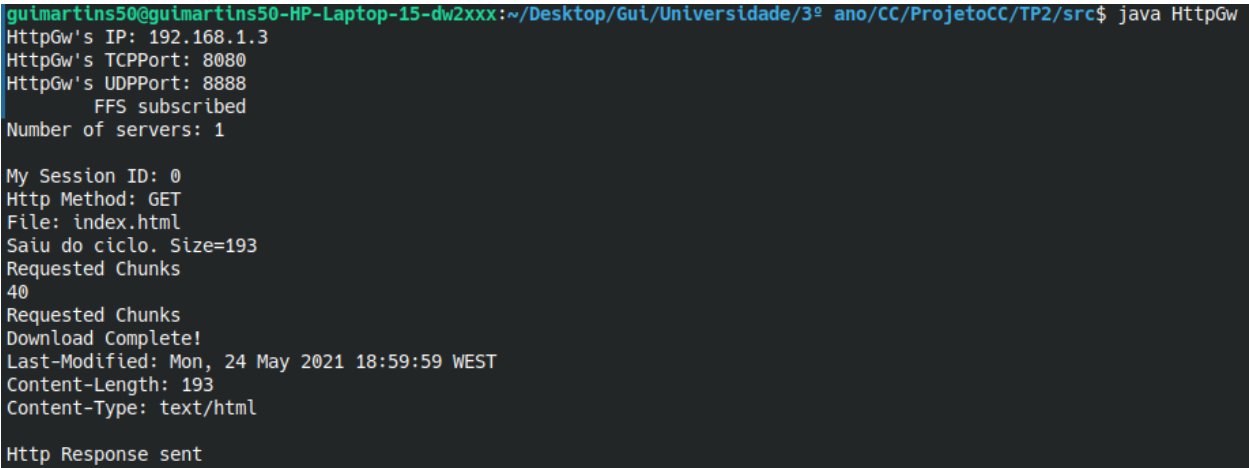 guimartins50@guimartins50-HP-Laptop-15-dw2xxx:~/Desktop/Gui/Universidade/3º ano/CC/ProjetoCC/TP2/src$ java HttpGw
HttpGw's IP: 192.168.1.3
HttpGw's TCPPort: 8080
HttpGw's UDPPort: 8888
FFS subscribed
Number of servers: 1
My Session ID: 0
Http Method: GET
File: index.html
Saiu do ciclo. Size=193
Requested Chunks
40
Requested Chunks
Download Complete!
Last-Modified: Mon, 24 May 2021 18:59:59 WEST
Content-Length: 193
Content-Type: text/html
Http Response sent